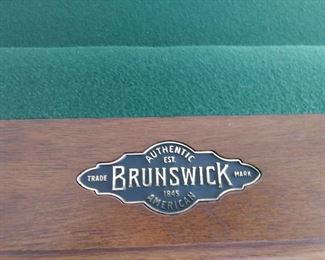 AUTHENTIC
EST.
TRADE BRUNSWICK MARK
1845
AMERICAN